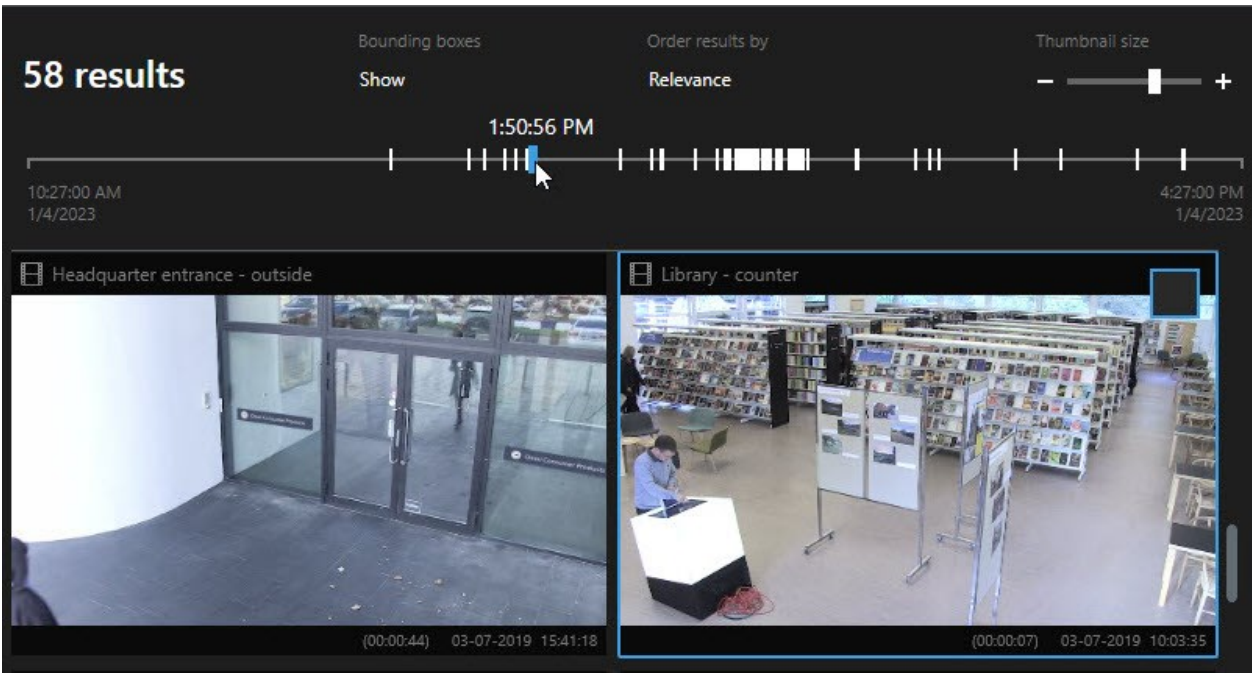 58 results
Bounding boxes
Show
Order results by
Relevance
Thumbnail size
− +
1:50:56 PM
10:27:00 AM
1/4/2023
4:27:00 PM
1/4/2023
Headquarter entrance - outside
(00:00:44) 03-07-2019 15:41:18
Library - counter
(00:00:07) 03-07-2019 10:03:35